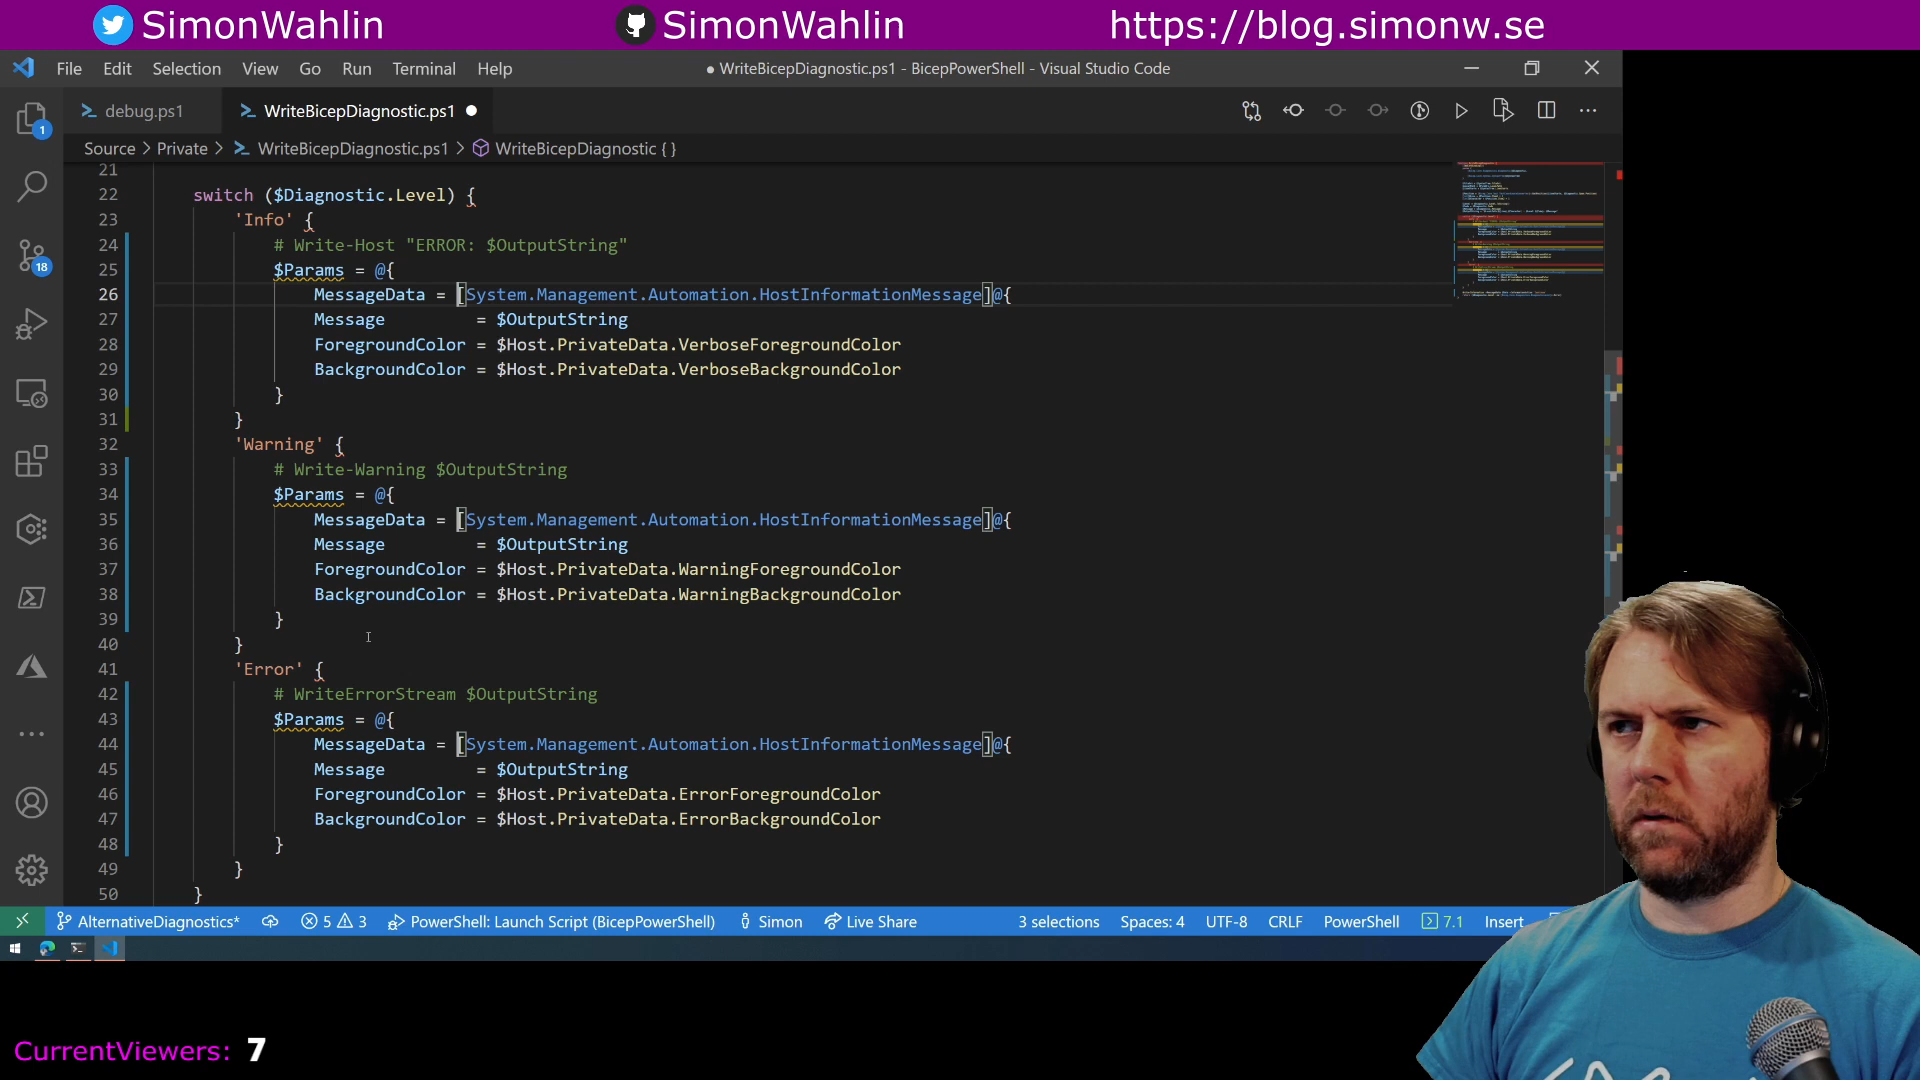 SimonWahlin SimonWahlin https://blog.simonw.se
File Edit Selection View Go Run Terminal Help ● WriteBicepDiagnostic.ps1 - BicepPowerShell - Visual Studio Code
debug.ps1 WriteBicepDiagnostic.ps1 ●
Source > Private > WriteBicepDiagnostic.ps1 > WriteBicepDiagnostic { }
21
22 switch ($Diagnostic.Level) {
23 'Info' {
24 # Write-Host "ERROR: $OutputString"
25 $Params = @{
26 MessageData = [System.Management.Automation.HostInformationMessage]@{
27 Message = $OutputString
28 ForegroundColor = $Host.PrivateData.VerboseForegroundColor
29 BackgroundColor = $Host.PrivateData.VerboseBackgroundColor
30 }
31 }
32 'Warning' {
33 # Write-Warning $OutputString
34 $Params = @{
35 MessageData = [System.Management.Automation.HostInformationMessage]@{
36 Message = $OutputString
37 ForegroundColor = $Host.PrivateData.WarningForegroundColor
38 BackgroundColor = $Host.PrivateData.WarningBackgroundColor
39 }
40 }
41 'Error' {
42 # WriteErrorStream $OutputString
43 $Params = @{
44 MessageData = [System.Management.Automation.HostInformationMessage]@{
45 Message = $OutputString
46 ForegroundColor = $Host.PrivateData.ErrorForegroundColor
47 BackgroundColor = $Host.PrivateData.ErrorBackgroundColor
48 }
49 }
50 }
1
18
AlternativeDiagnostics* 5 3 PowerShell: Launch Script (BicepPowerShell) Simon Live Share 3 selections Spaces: 4 UTF-8 CRLF PowerShell 7.1 Insert
CurrentViewers: 7